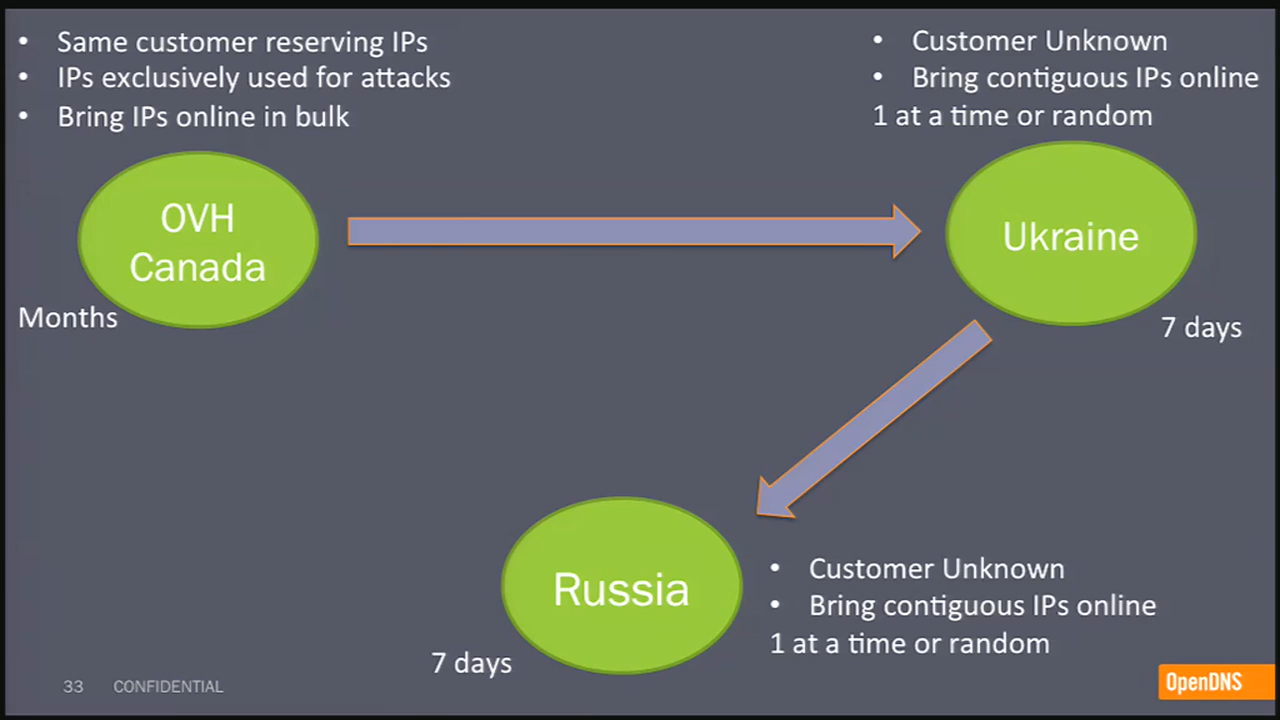 • Same customer reserving IPs
• IPs exclusively used for attacks
• Bring IPs online in bulk
• Customer Unknown
• Bring contiguous IPs online
1 at a time or random
OVH
Canada
Ukraine
Months
7 days
Russia
• Customer Unknown
• Bring contiguous IPs online
1 at a time or random
7 days
33 CONFIDENTIAL
OpenDNS